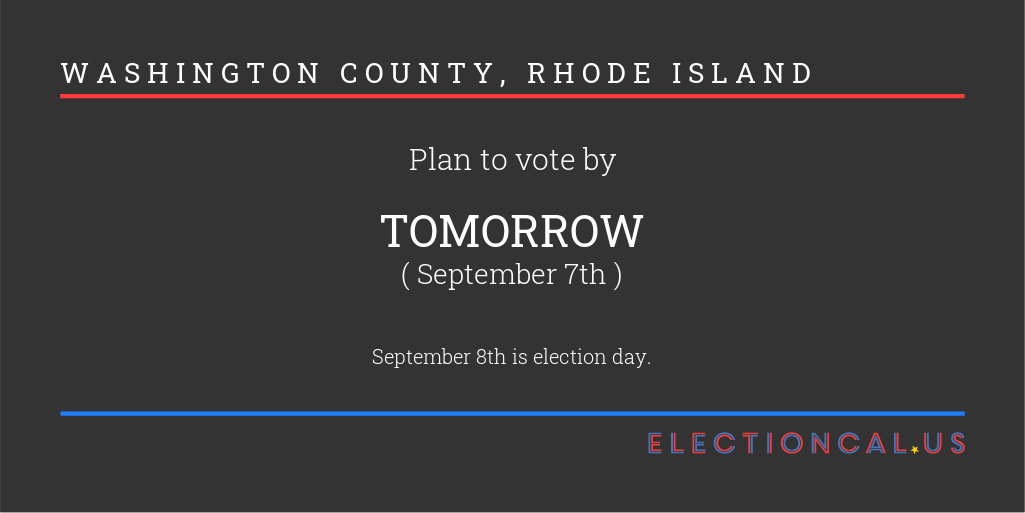 WASHINGTON COUNTY, RHODE ISLAND
Plan to vote by
TOMORROW
( September 7th )
September 8th is election day.
ELECTIONCAL.US